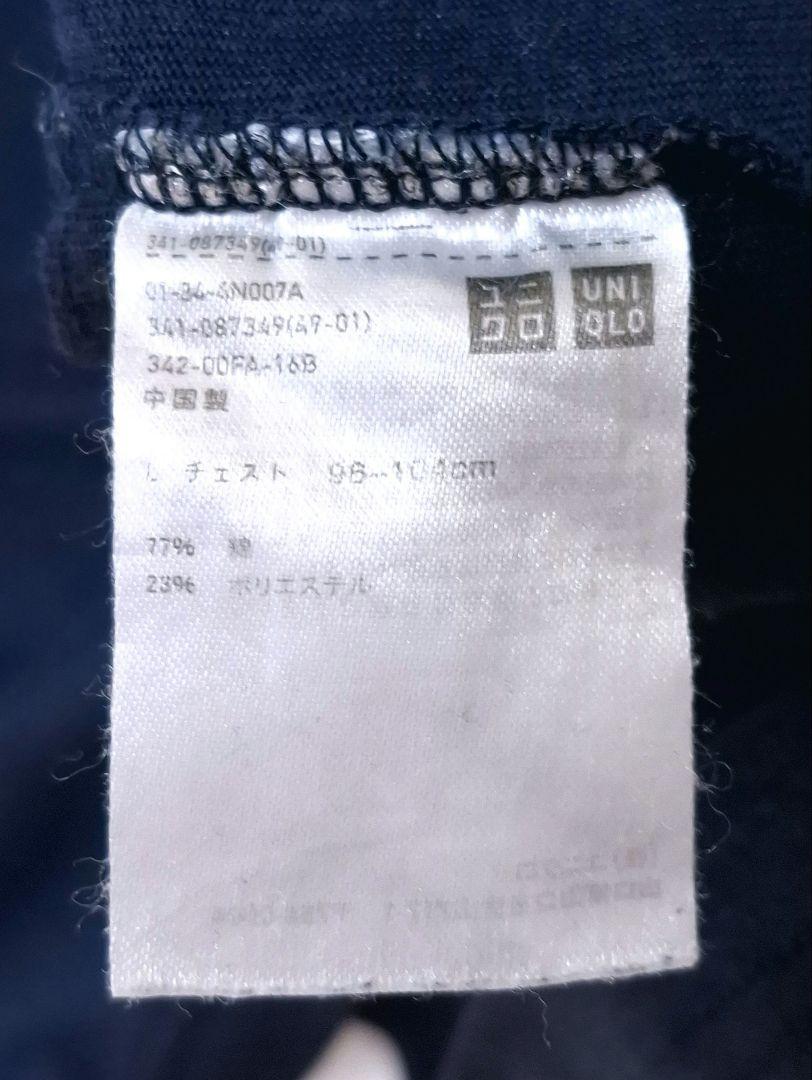 341-087349(49-01)
01-34-4N007A
341-087349(49-01)
342-00FA-16B
中国製
ユニ
クロ
UNI
QLO
L チェスト 96~104cm
77% 綿
23% ポリエステル